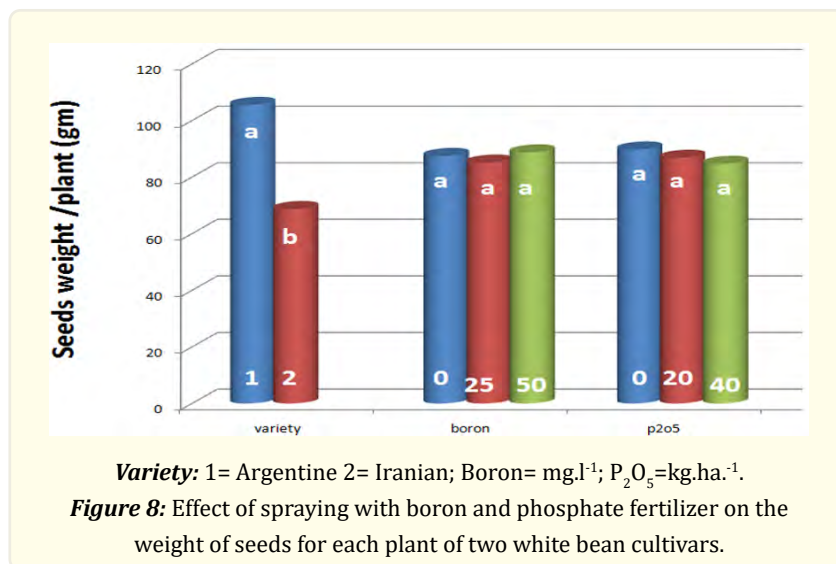 120
100
80
60
40
20
0
Seeds weight /plant (gm)
a
b
a
a
a
a
a
a
1
2
0
25
50
0
20
40
variety
boron
p2o5
Variety: 1= Argentine 2= Iranian; Boron= mg.l⁻¹; P₂O₅=kg.ha.⁻¹.
Figure 8: Effect of spraying with boron and phosphate fertilizer on the
weight of seeds for each plant of two white bean cultivars.